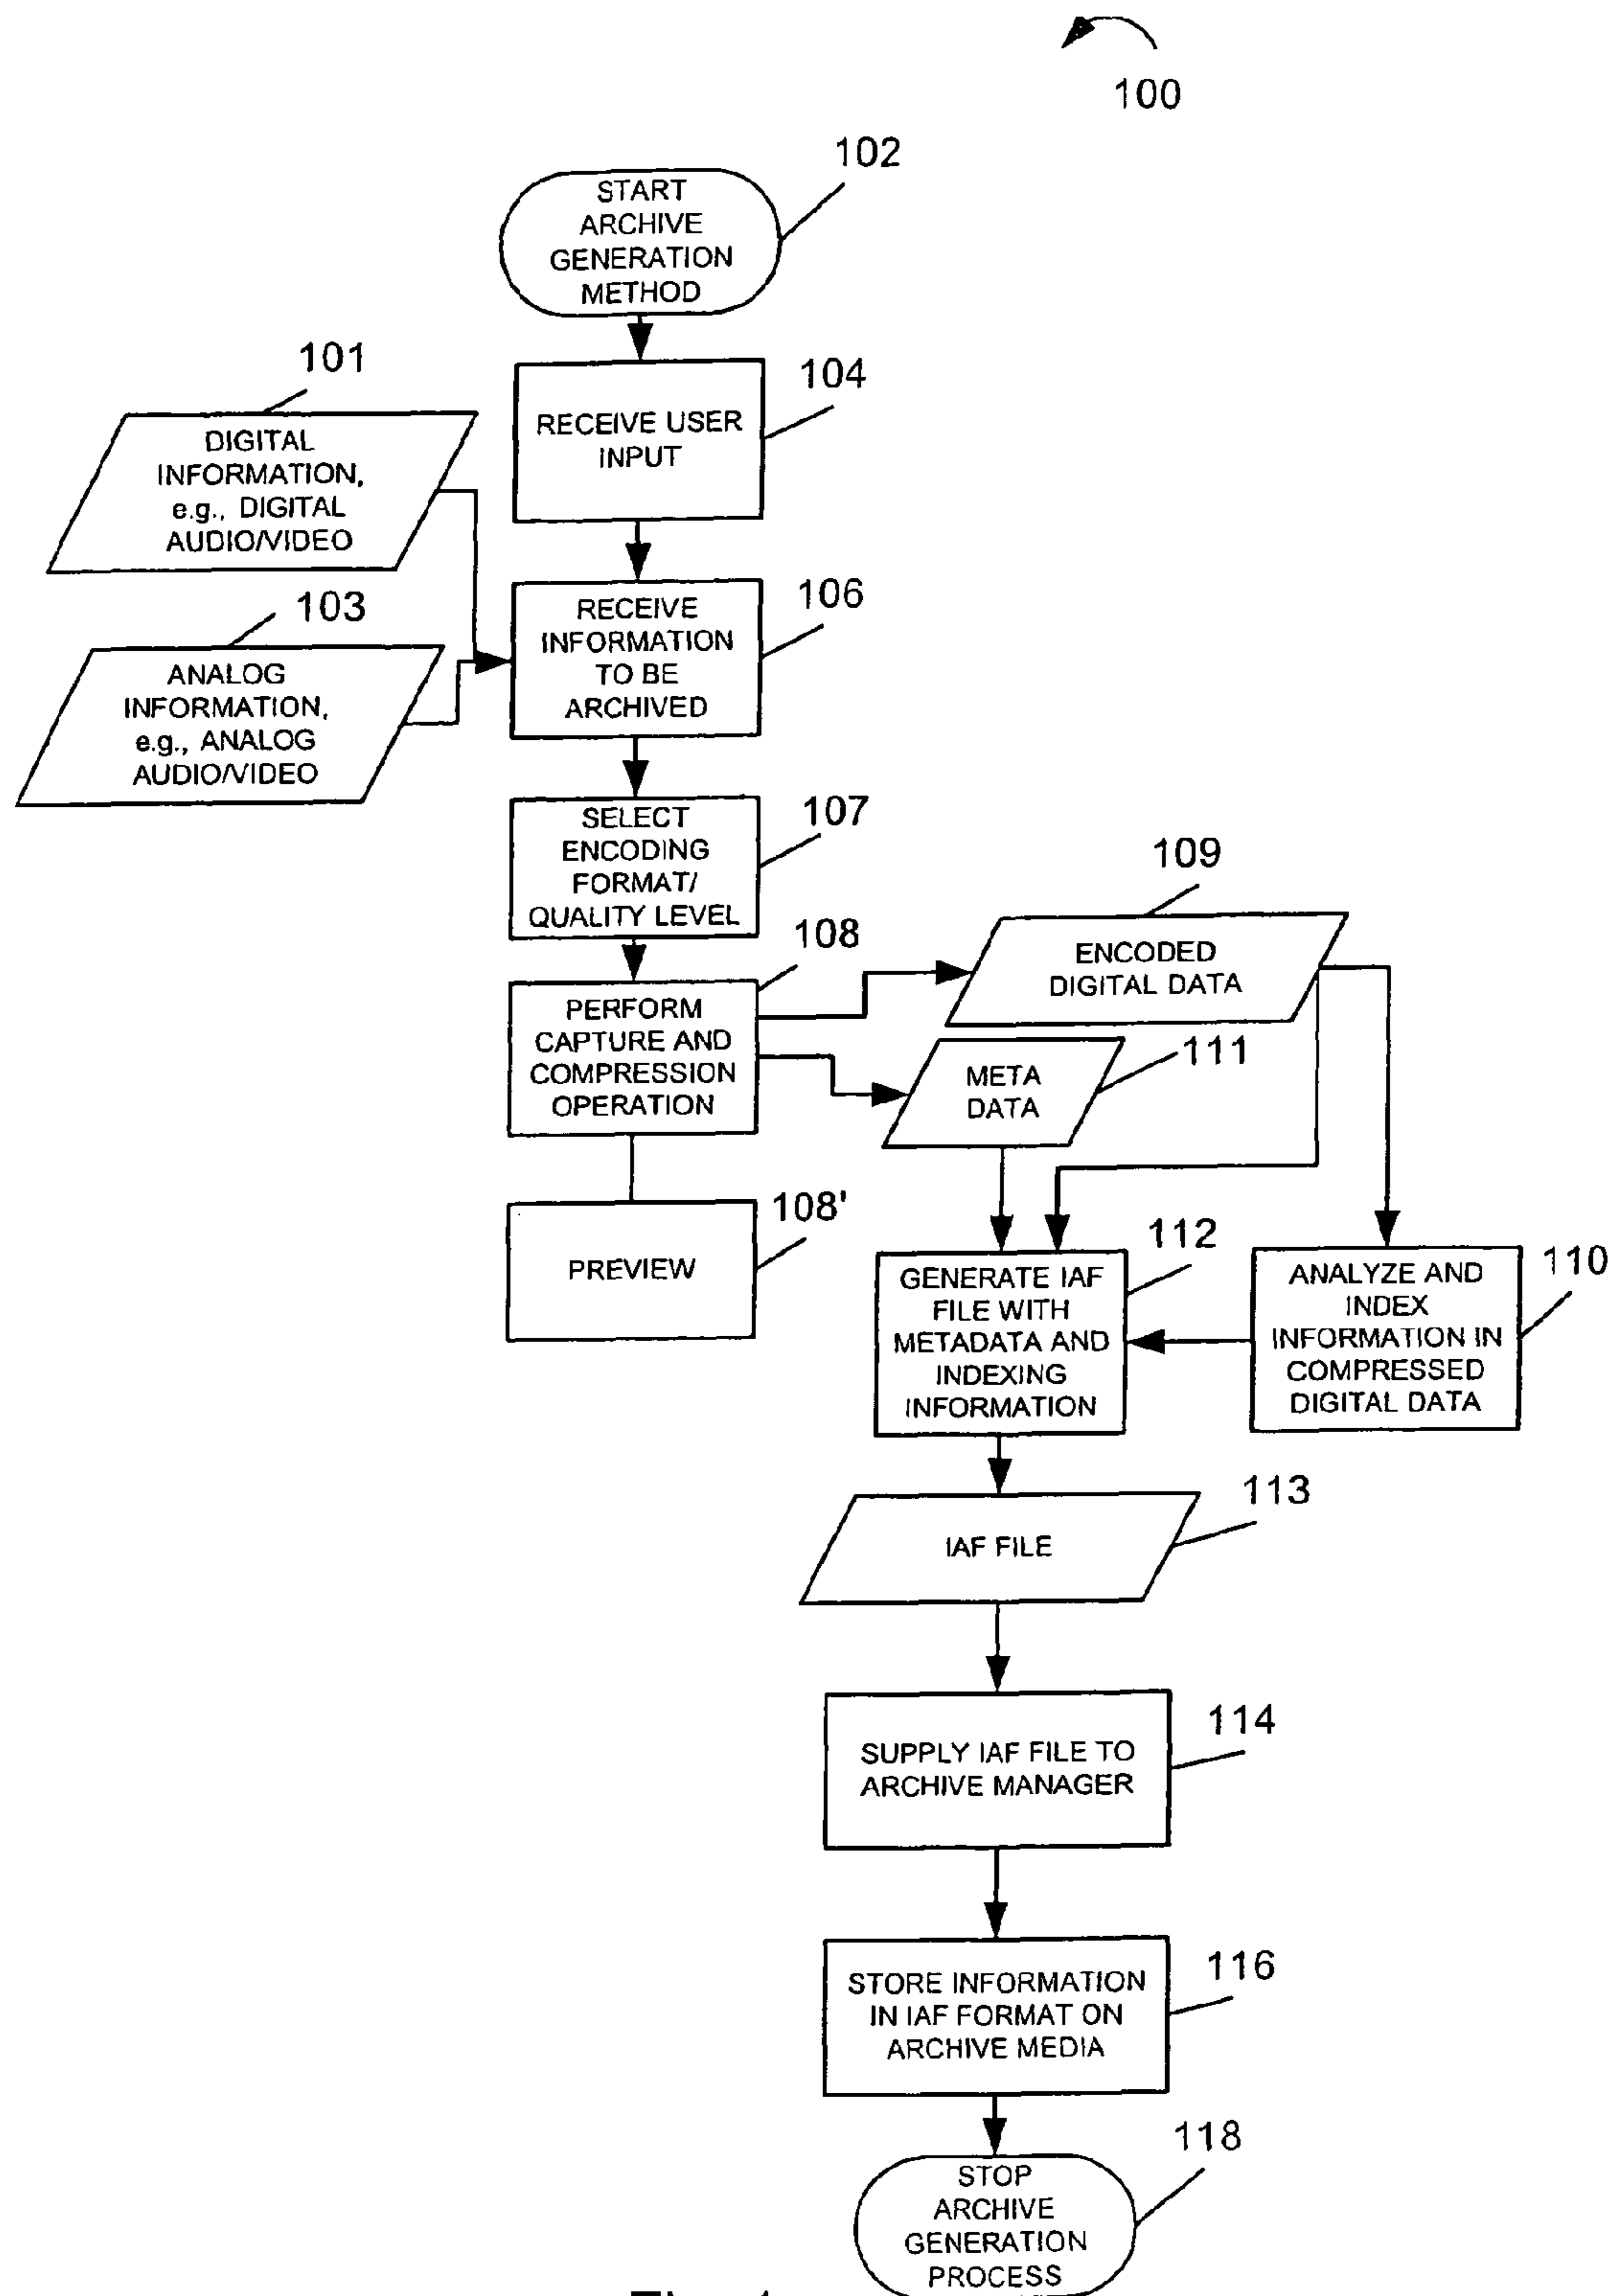 100
102
START
ARCHIVE
GENERATION
METHOD
101
DIGITAL
INFORMATION,
e.g., DIGITAL
AUDIO/VIDEO
104
RECEIVE USER
INPUT
103
ANALOG
INFORMATION,
e.g., ANALOG
AUDIO/VIDEO
106
RECEIVE
INFORMATION
TO BE
ARCHIVED
107
SELECT
ENCODING
FORMAT/
QUALITY LEVEL
108
PERFORM
CAPTURE AND
COMPRESSION
OPERATION
109
ENCODED
DIGITAL DATA
111
META
DATA
108'
PREVIEW
112
GENERATE IAF
FILE WITH
METADATA AND
INDEXING
INFORMATION
110
ANALYZE AND
INDEX
INFORMATION IN
COMPRESSED
DIGITAL DATA
113
IAF FILE
114
SUPPLY IAF FILE TO
ARCHIVE MANAGER
116
STORE INFORMATION
IN IAF FORMAT ON
ARCHIVE MEDIA
118
STOP
ARCHIVE
GENERATION
PROCESS